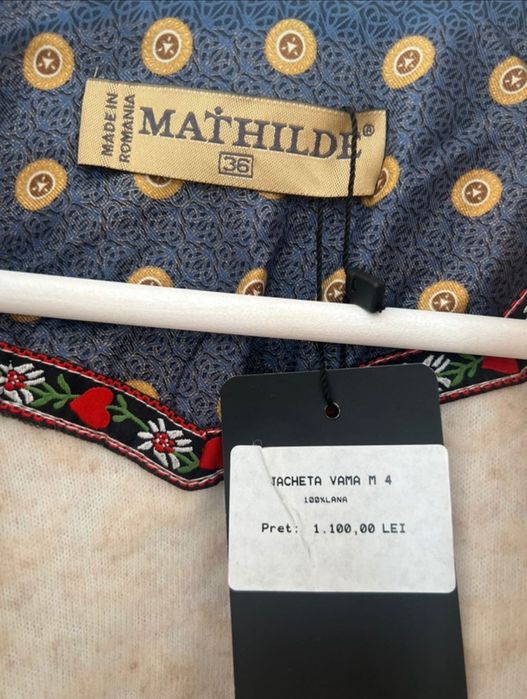 MADE IN
ROMANIA
MATHILDE®
36
JACHETA VAMA M 4
100%LANA
Pret: 1.100,00 LEI